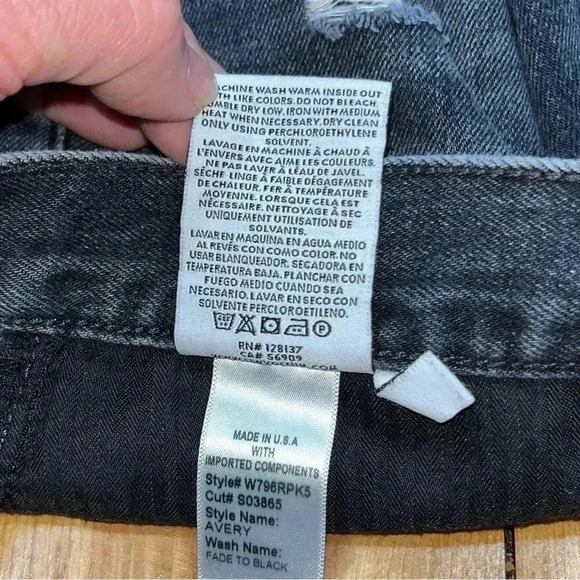 ACHINE WASH WARM INSIDE OUT
TH LIKE COLORS. DO NOT BLEACH.
UMBLE DRY LOW. IRON WITH MEDIUM
HEAT WHEN NECESSARY. DRY CLEAN
ONLY USING PERCHLOROETHYLENE
SOLVENT.
LAVAGE EN MACHINE À CHAUD À
L'ENVERS AVEC AIME LES COULEURS.
NE PAS LAVER À LÉAU DE JAVEL.
SÈCHE-LINGE À FAIBLE DÉGAGEMENT
DE CHALEUR. FER À TEMPÉRATURE
MOYENNE. LORSQUE CELA EST
NÉCESSAIRE. NETTOYAGE À SEC
UNIQUEMENT UTILISATION DE
SOLVANTS.
LAVAR EN MAQUINA EN AGUA MEDIO
AL REVÉS CON COMO COLOR. NO
USAR BLANQUEADOR. SECADORA EN
TEMPERATURA BAJA. PLANCHAR CON
FUEGO MEDIO CUANDO SEA
NECESARIO. LAVAR EN SECO CON
SOLVENTE PERCLOROETILENO.
RN# 128137
CA# 56909
MADE IN U.S.A
WITH
IMPORTED COMPONENTS
Style# W796RPK5
Cut# S03865
Style Name:
AVERY
Wash Name:
FADE TO BLACK